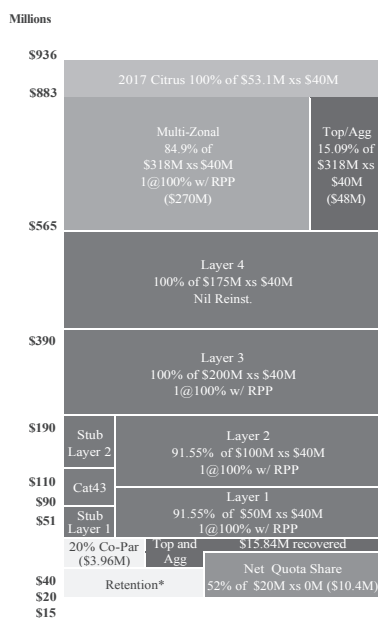 Millions
$936
2017 Citrus 100% of $53.1M xs $40M
$883
Multi-Zonal
84.9% of
$318M xs $40M
1@100% w/ RPP
($270M)
Top/Agg
15.09% of
$318M xs
$40M
($48M)
$565
Layer 4
100% of $175M xs $40M
Nil Reinst.
$390
Layer 3
100% of $200M xs $40M
1@100% w/ RPP
$190
Stub
Layer 2
Layer 2
91.55% of $100M xs $40M
1@100% w/ RPP
$110
Cat43
$90
Layer 1
91.55% of $50M xs $40M
1@100% w/ RPP
$51
Stub
Layer 1
20% Co-Par
($3.96M)
Top and
Agg
$15.84M recovered
Net Quota Share
52% of $20M xs 0M ($10.4M)
$40
Retention*
$20
$15